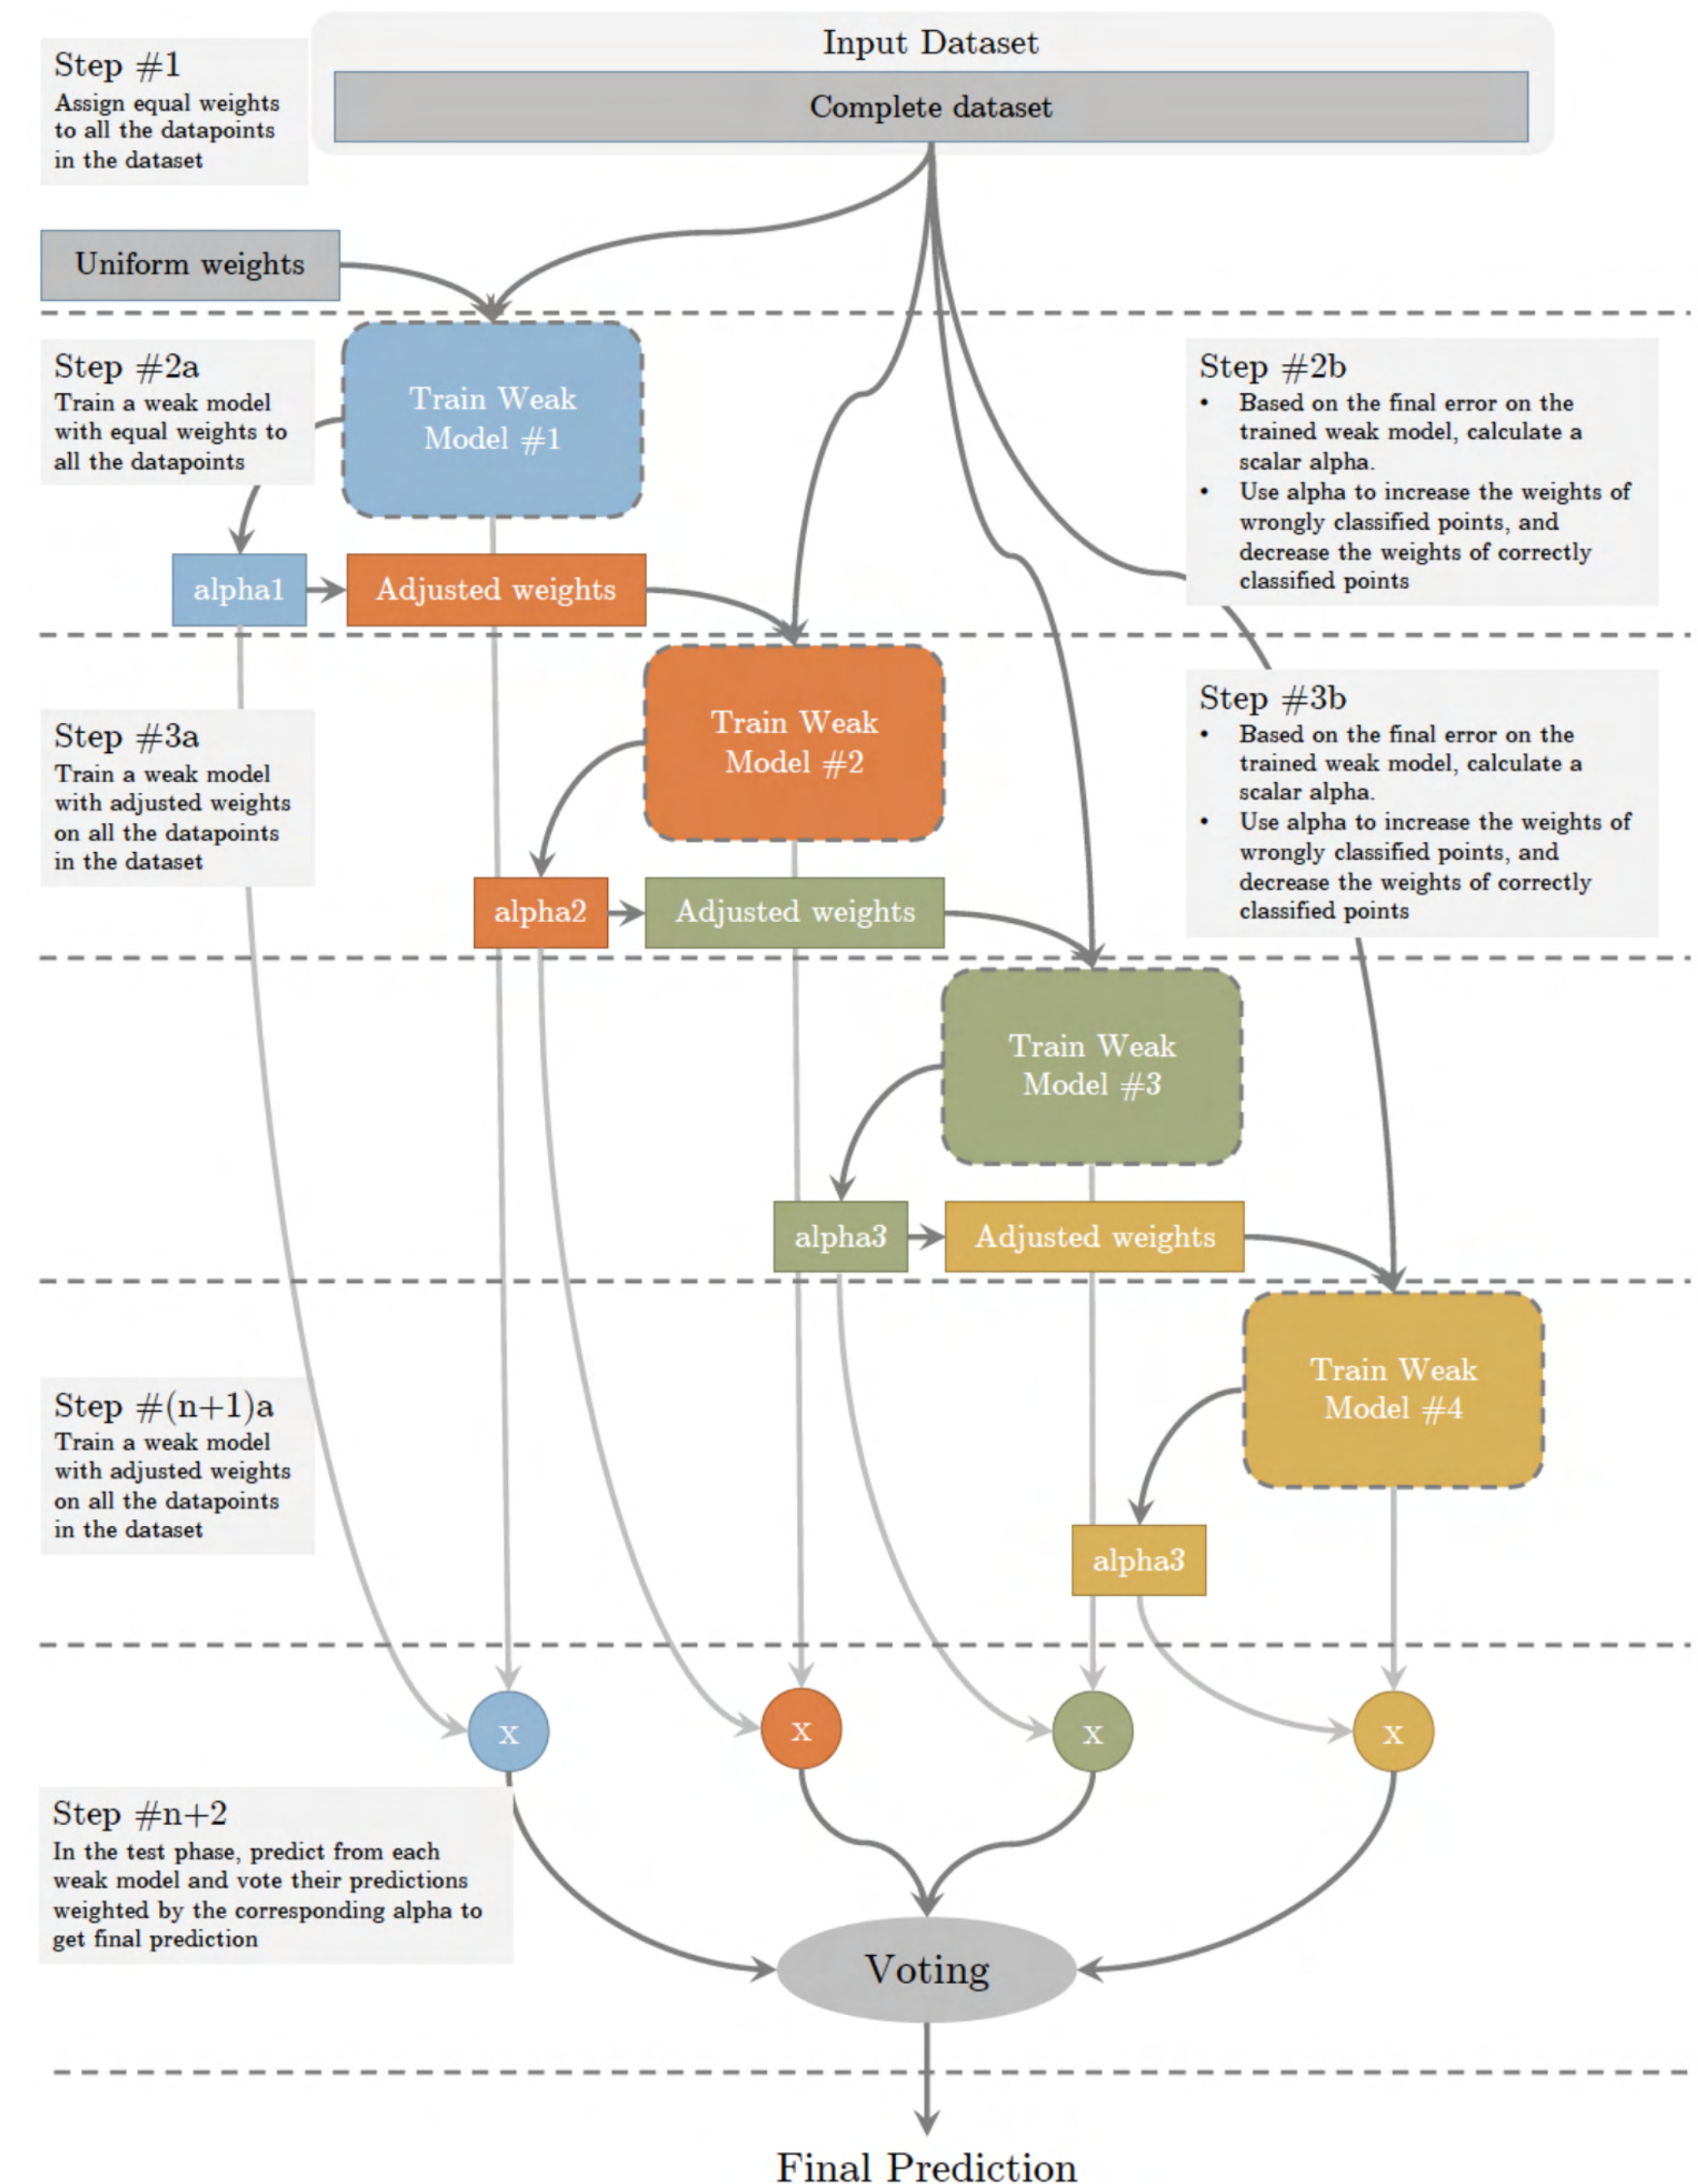 Input Dataset
Complete dataset
Step #1
Assign equal weights
to all the datapoints
in the dataset
Uniform weights
Step #2a
Train a weak model
with equal weights to
all the datapoints
Train Weak
Model #1
Step #2b
• Based on the final error on the
trained weak model, calculate a
scalar alpha.
• Use alpha to increase the weights of
wrongly classified points, and
decrease the weights of correctly
classified points
alpha1
Adjusted weights
Step #3a
Train a weak model
with adjusted weights
on all the datapoints
in the dataset
Train Weak
Model #2
Step #3b
• Based on the final error on the
trained weak model, calculate a
scalar alpha.
• Use alpha to increase the weights of
wrongly classified points, and
decrease the weights of correctly
classified points
alpha2
Adjusted weights
Train Weak
Model #3
alpha3
Adjusted weights
Step #(n+1)a
Train a weak model
with adjusted weights
on all the datapoints
in the dataset
Train Weak
Model #4
alpha3
x
x
x
x
Step #n+2
In the test phase, predict from each
weak model and vote their predictions
weighted by the corresponding alpha to
get final prediction
Voting
Final Prediction